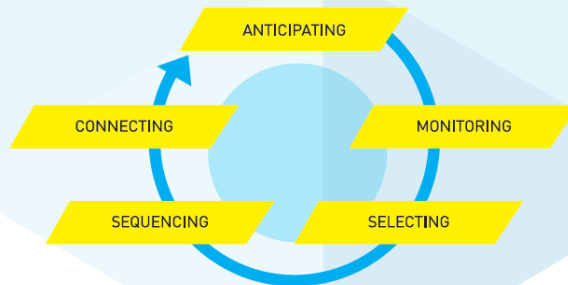 ANTICIPATING
MONITORING
SELECTING
SEQUENCING
CONNECTING